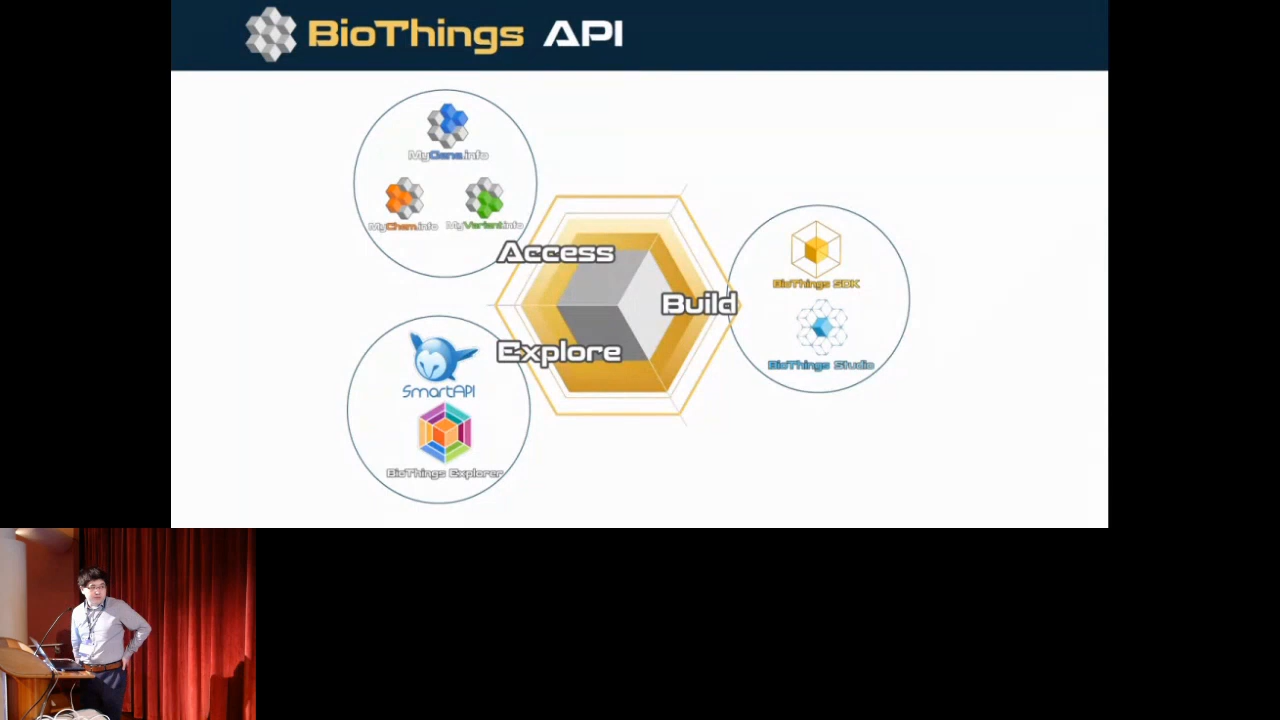 BioThings API
MyGene.info
MyChem.info
MyVariant.info
Access
Build
Explore
BioThings SDK
BioThings Studio
SmartAPI
BioThings Explorer